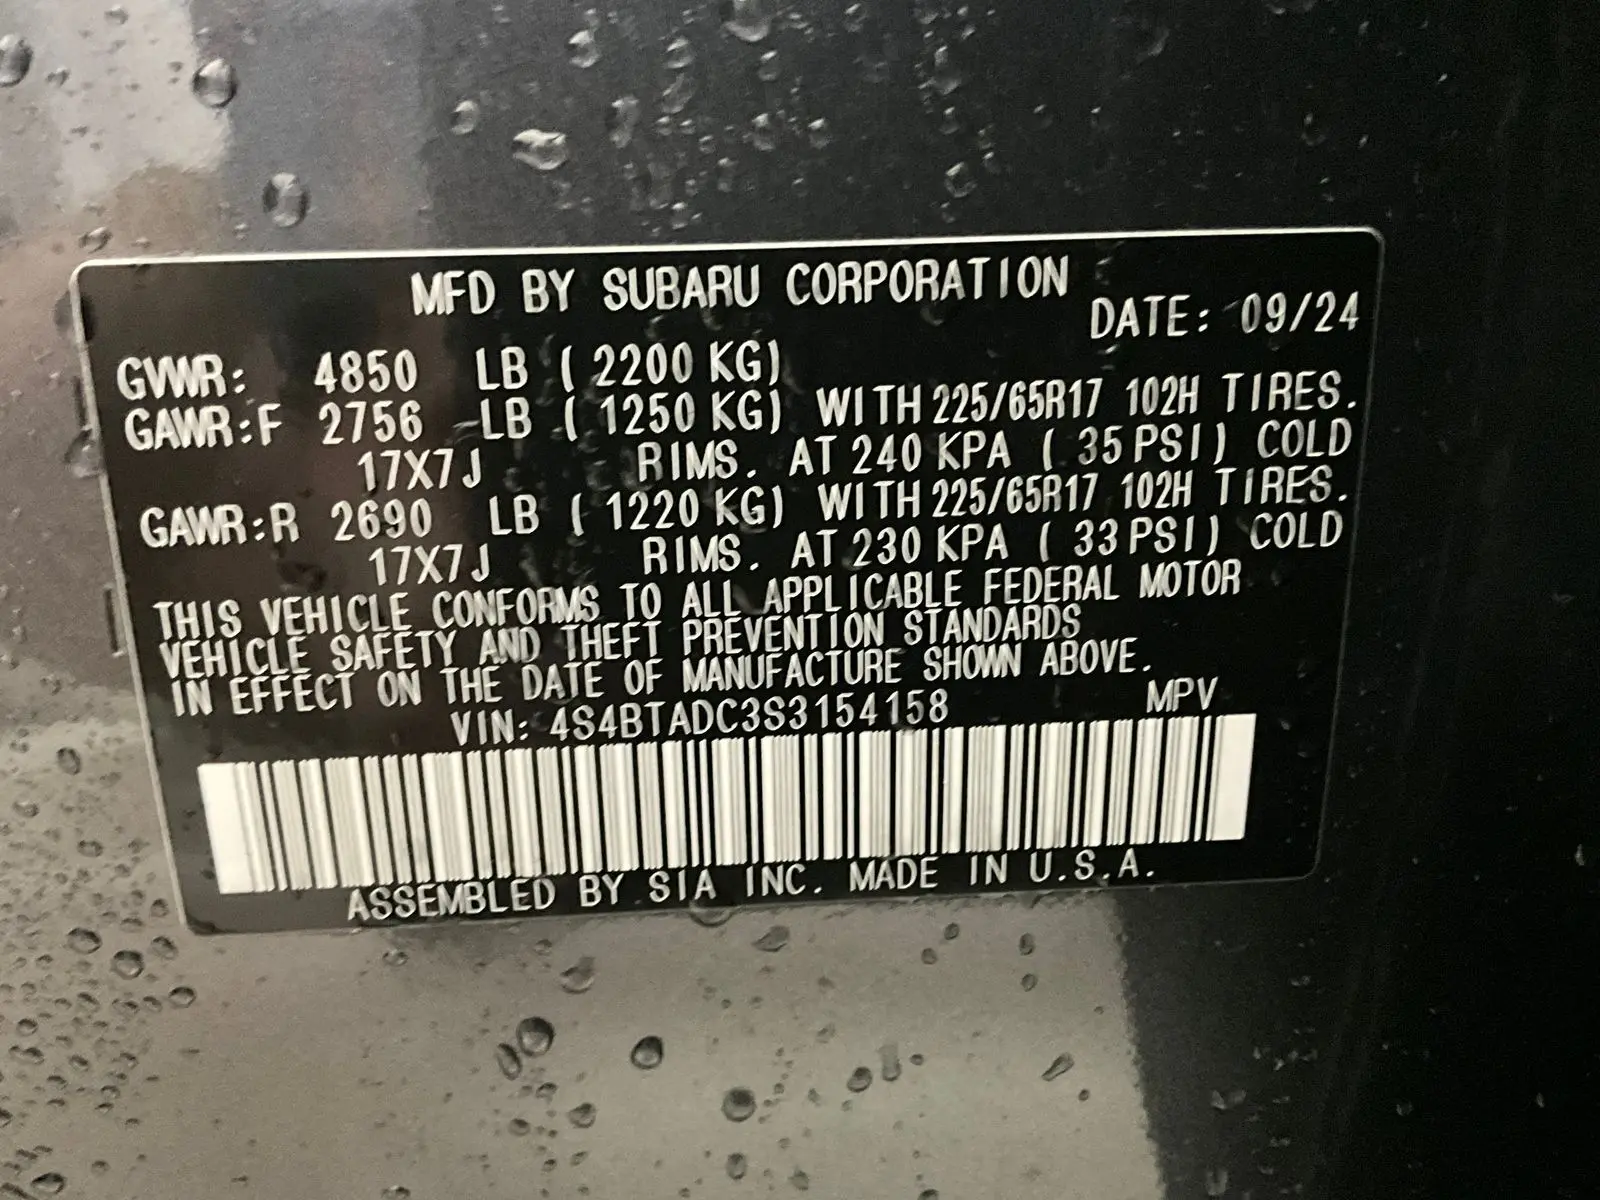 MFD BY SUBARU CORPORATION
DATE: 09/24
GVWR: 4850 LB ( 2200 KG)
GAWR:F 2756 LB ( 1250 KG) WITH 225/65R17 102H TIRES.
17X7J RIMS. AT 240 KPA ( 35 PSI) COLD
GAWR:R 2690 LB ( 1220 KG) WITH 225/65R17 102H TIRES.
17X7J RIMS. AT 230 KPA ( 33 PSI) COLD
THIS VEHICLE CONFORMS TO ALL APPLICABLE FEDERAL MOTOR
VEHICLE SAFETY AND THEFT PREVENTION STANDARDS
IN EFFECT ON THE DATE OF MANUFACTURE SHOWN ABOVE.
VIN: 4S4BTADC3S3154158 MPV
ASSEMBLED BY SIA INC. MADE IN U.S.A.